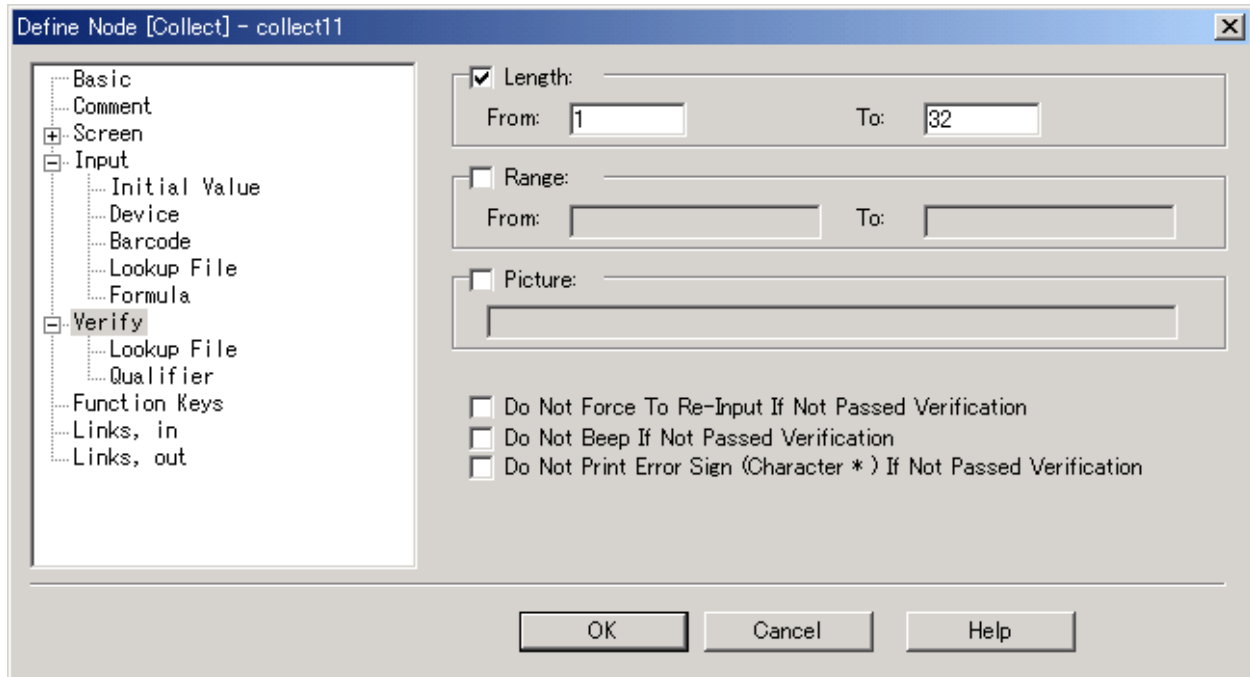 Define Node [Collect] - collect11
Basic
Comment
Screen
Input
Initial Value
Device
Barcode
Lookup File
Formula
Verify
Lookup File
Qualifier
Function Keys
Links, in
Links, out
Length:
From: 1 To: 32
Range:
From: To:
Picture:
Do Not Force To Re-Input If Not Passed Verification
Do Not Beep If Not Passed Verification
Do Not Print Error Sign (Character * ) If Not Passed Verification
OK Cancel Help